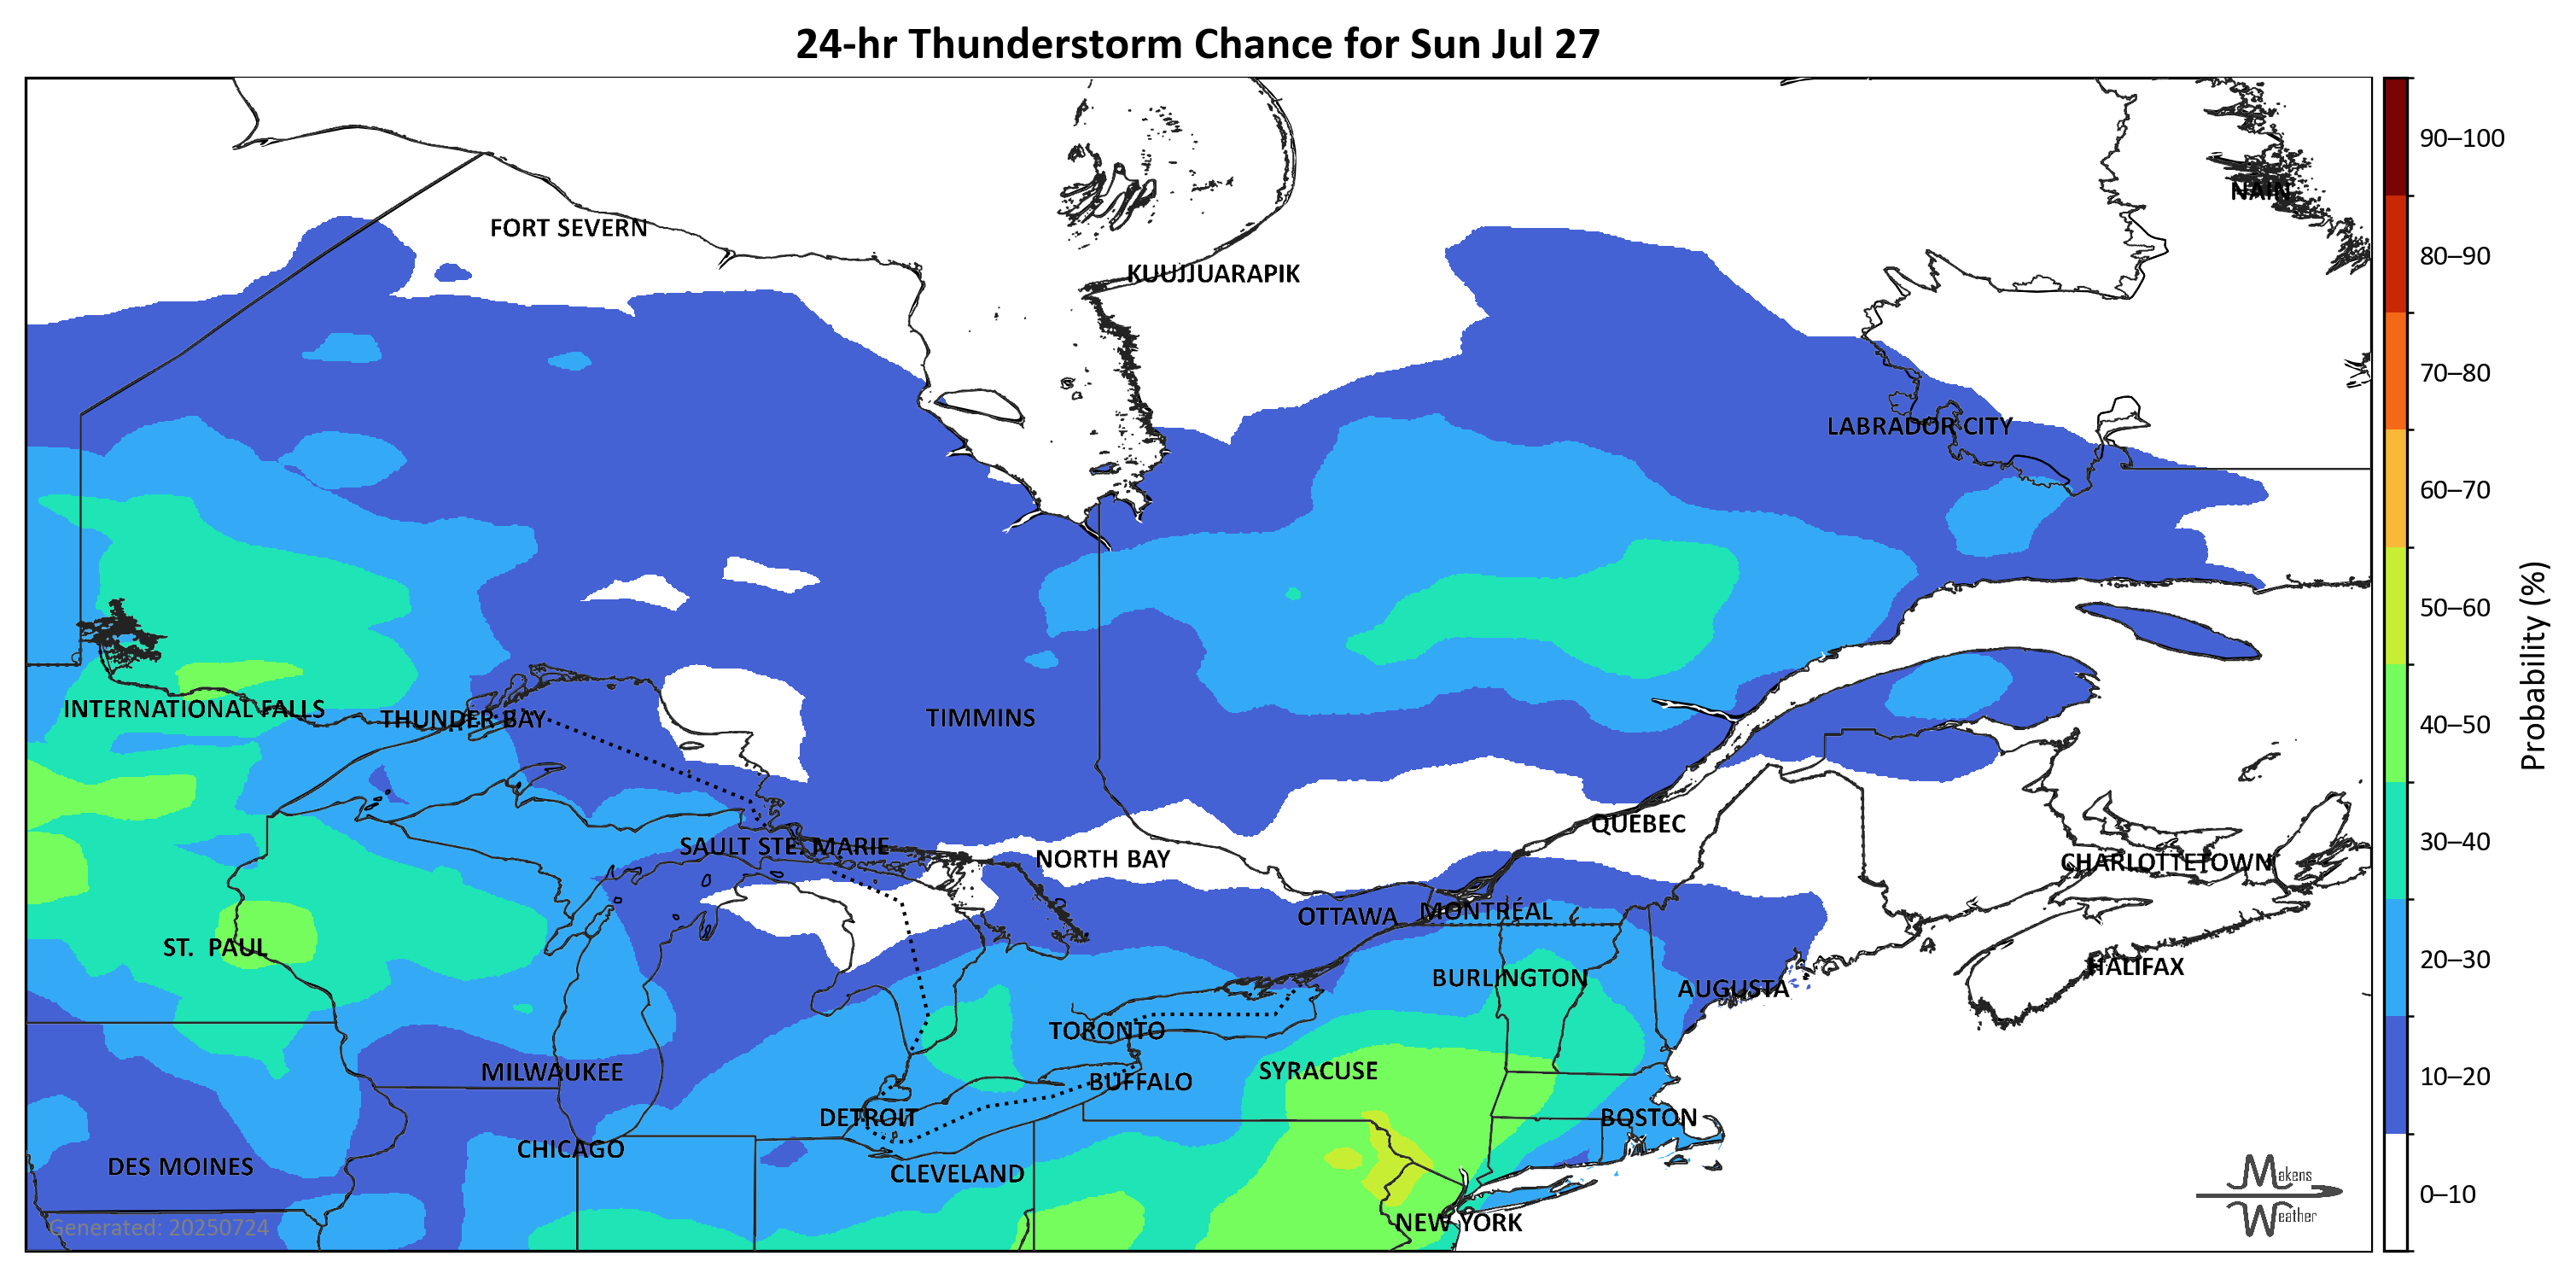 24-hr Thunderstorm Chance for Sun Jul 27
90–100
NAIN
FORT SEVERN
80–90
KUUJJUARAPIK
70–80
LABRADOR CITY
60–70
50–60
Probability (%)
INTERNATIONAL FALLS
THUNDER BAY
TIMMINS
40–50
QUEBEC
SAULT STE. MARIE
NORTH BAY
CHARLOTTETOWN
30–40
OTTAWA
MONTRÉAL
ST. PAUL
HALIFAX
20–30
BURLINGTON
AUGUSTA
TORONTO
MILWAUKEE
SYRACUSE
BUFFALO
10–20
DETROIT
BOSTON
CHICAGO
DES MOINES
CLEVELAND
Makens
Weather
0–10
NEW YORK
Generated: 20250724